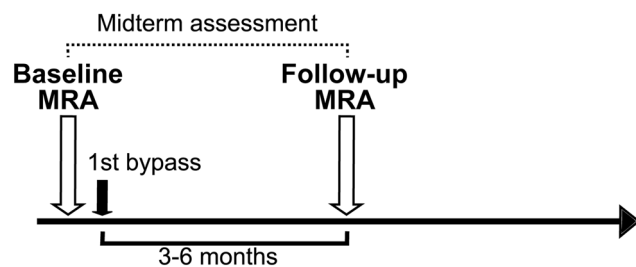 Midterm assessment
Baseline
MRA
Follow-up
MRA
1st bypass
3-6 months